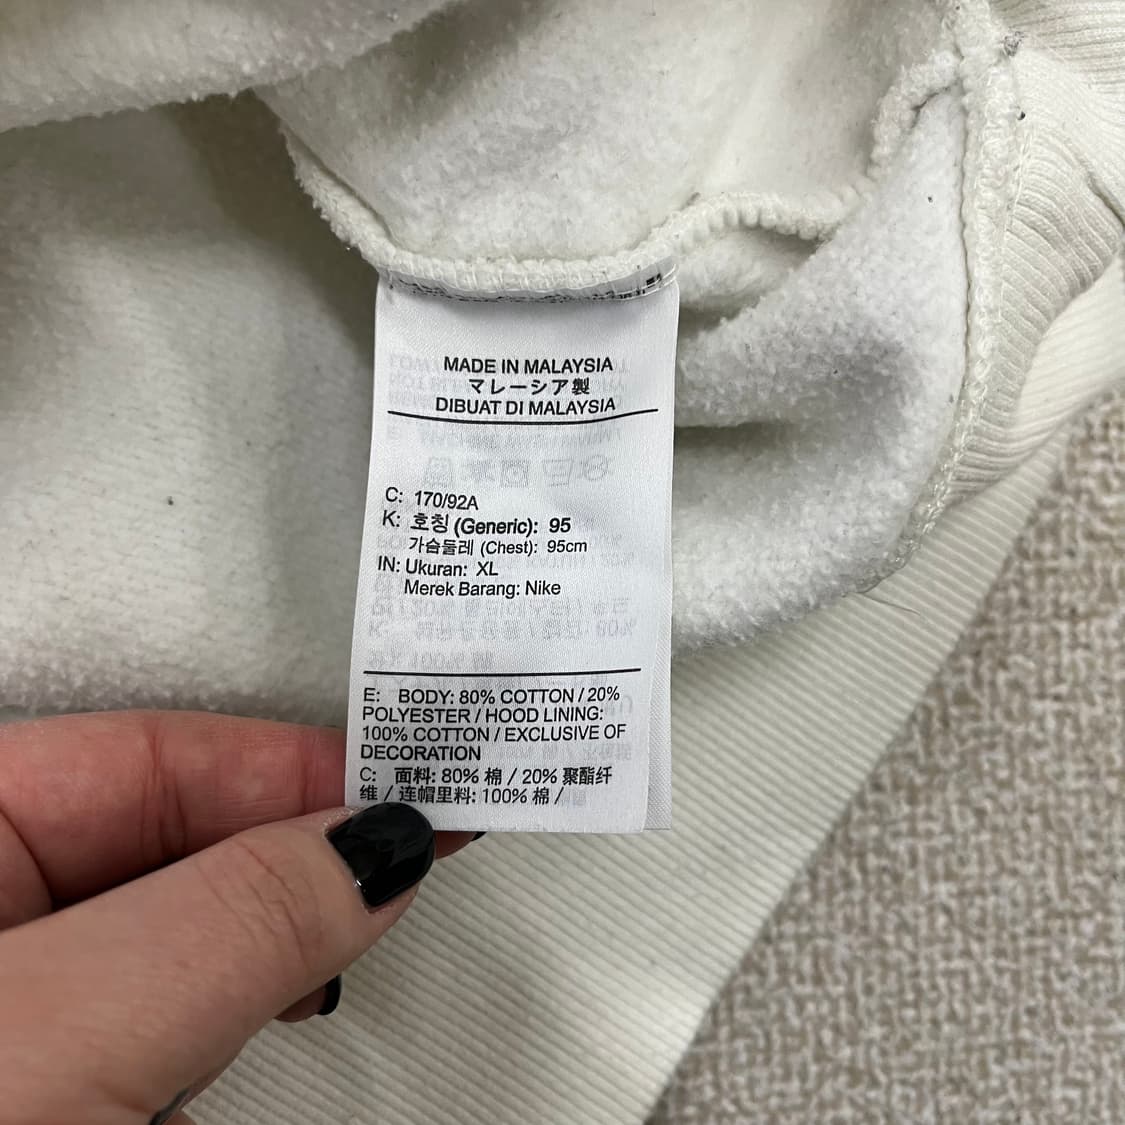 MADE IN MALAYSIA
マレーシア製
DIBUAT DI MALAYSIA
C: 170/92A
K: 호칭 (Generic): 95
가슴둘레 (Chest): 95cm
IN: Ukuran: XL
Merek Barang: Nike
E: BODY: 80% COTTON / 20%
POLYESTER / HOOD LINING:
100% COTTON / EXCLUSIVE OF
DECORATION
C: 面料: 80% 棉 / 20% 聚酯纤
维 / 连帽里料: 100% 棉 /